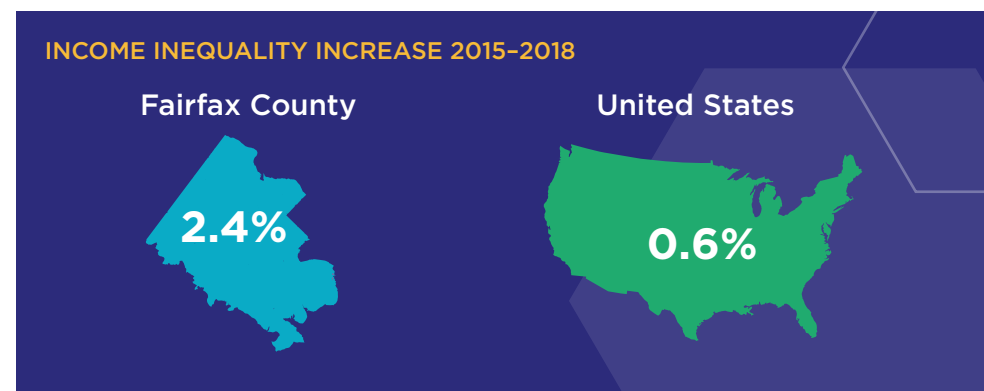 INCOME INEQUALITY INCREASE 2015–2018
Fairfax County
United States
2.4%
0.6%